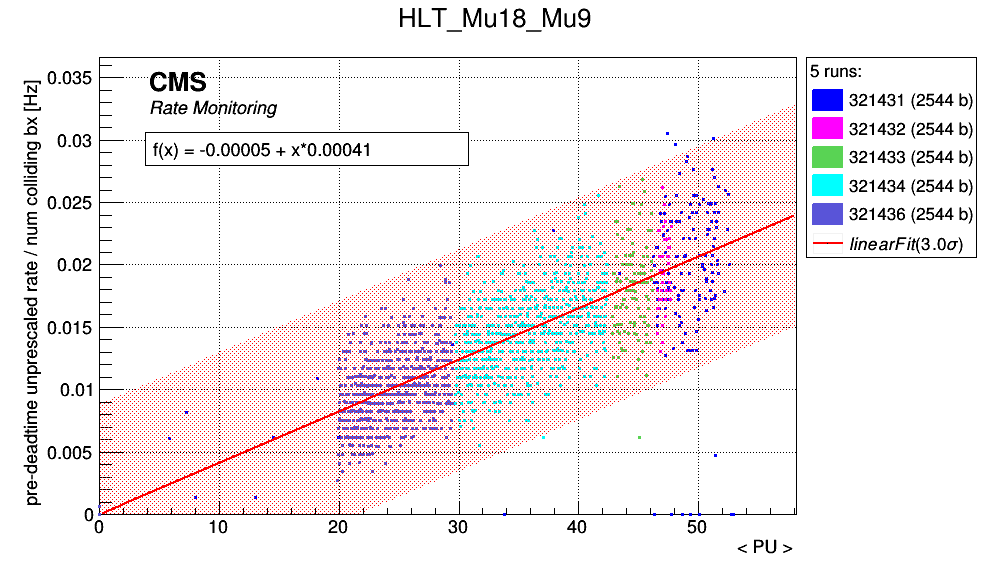 HLT_Mu18_Mu9
pre-deadtime unprescaled rate / num colliding bx [Hz]
0.035
0.03
0.025
0.02
0.015
0.01
0.005
0
CMS
Rate Monitoring
f(x) = -0.00005 + x*0.00041
0 10 20 30 40 50
< PU >
5 runs:
321431 (2544 b)
321432 (2544 b)
321433 (2544 b)
321434 (2544 b)
321436 (2544 b)
linearFit(3.0σ)